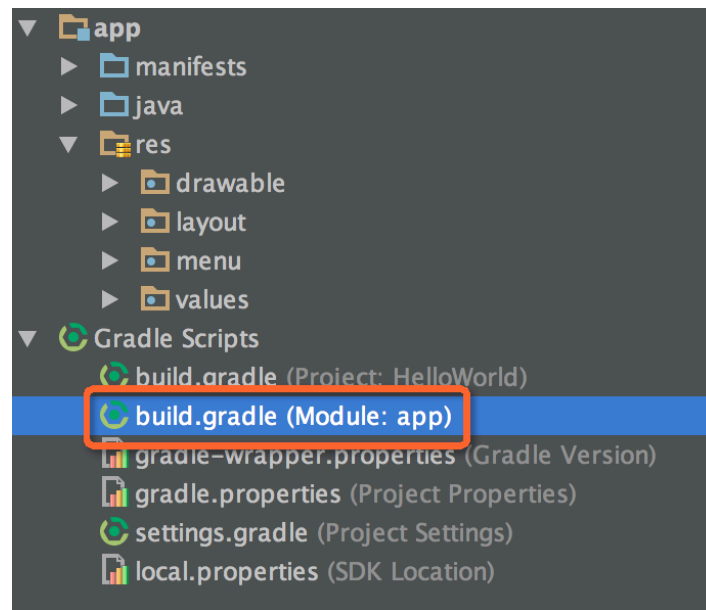 app
manifests
java
res
drawable
layout
menu
values
Gradle Scripts
build.gradle (Project: HelloWorld)
build.gradle (Module: app)
gradle-wrapper.properties (Gradle Version)
gradle.properties (Project Properties)
settings.gradle (Project Settings)
local.properties (SDK Location)